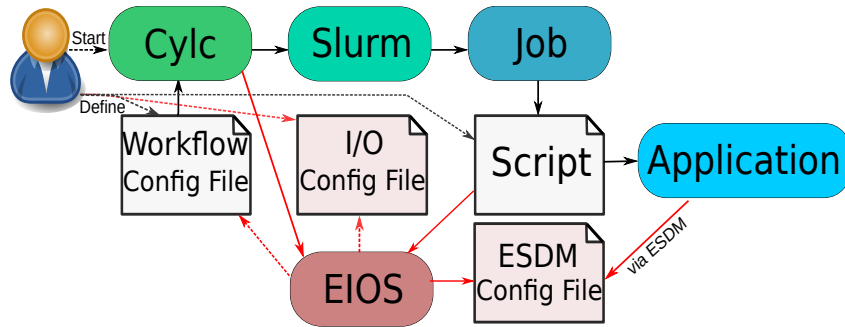 Start
Cylc
Slurm
Job
Define
Workflow
Config File
I/O
Config File
Script
Application
EIOS
ESDM
Config File
via ESDM